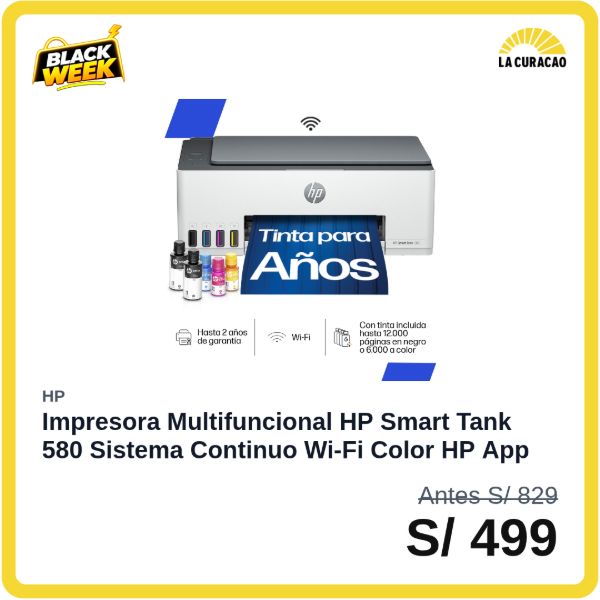 BLACK
WEEK
LA CURACAO
hp
Tinta para
Años
Hasta 2 años
de garantía
Wi-Fi
Con tinta incluida
hasta 12.000
páginas en negro
o 6.000 a color
HP
Impresora Multifuncional HP Smart Tank
580 Sistema Continuo Wi-Fi Color HP App
Antes S/ 829
S/ 499